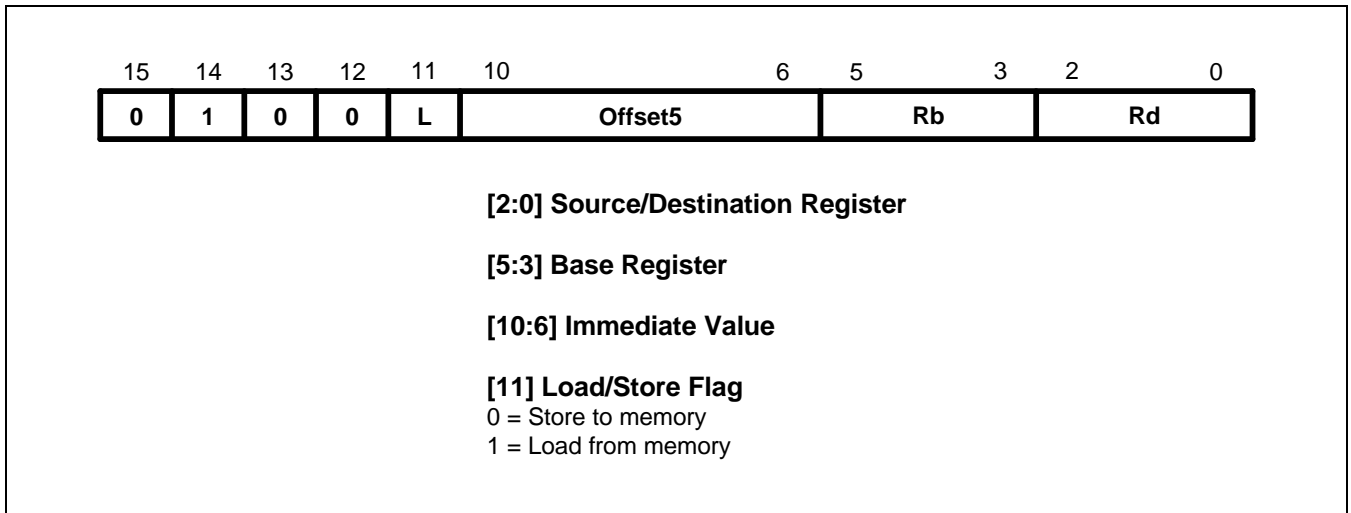 15 14 13 12 11 10 6 5 3 2 0
0 1 0 0 L Offset5 Rb Rd
[2:0] Source/Destination Register
[5:3] Base Register
[10:6] Immediate Value
[11] Load/Store Flag
0 = Store to memory
1 = Load from memory